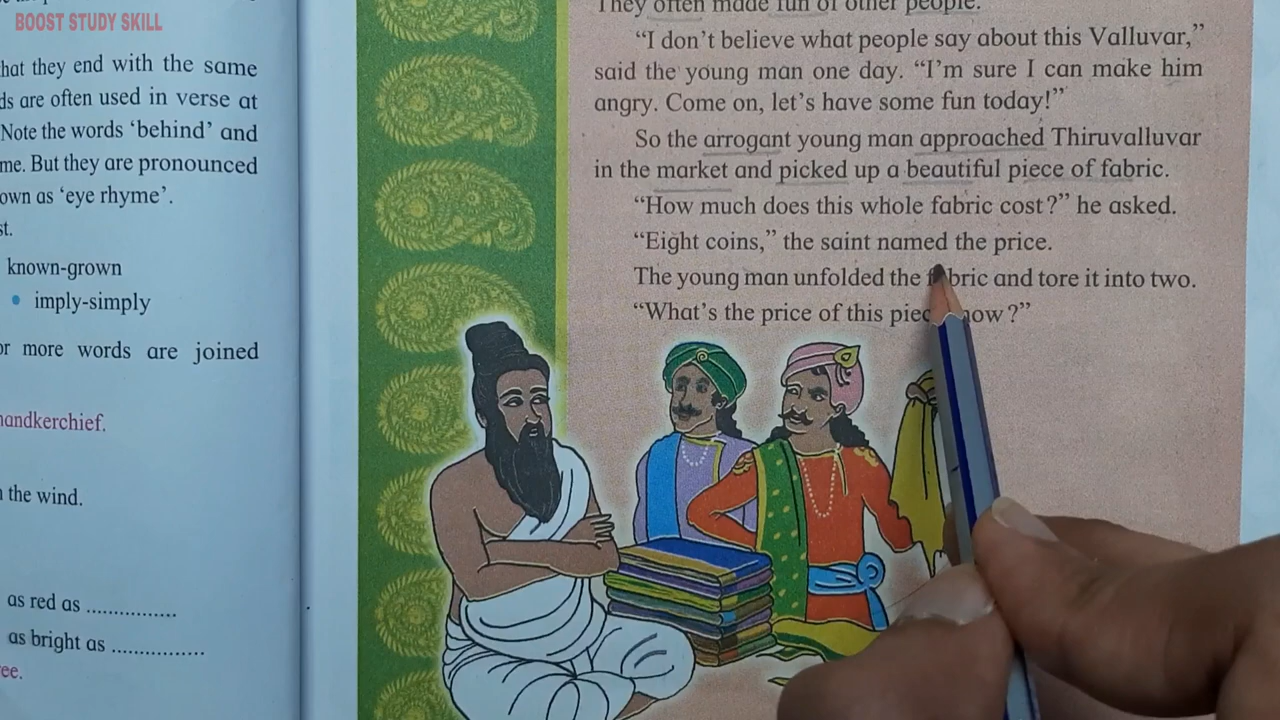 BOOST STUDY SKILL
hat they end with the same
ds are often used in verse at
Note the words ‘behind’ and
me. But they are pronounced
own as ‘eye rhyme’.
st.
known-grown
• imply-simply
or more words are joined
handkerchief.
the wind.
as red as ...............
as bright as ................
ee.
They often made fun of other people.
“I don’t believe what people say about this Valluvar,”
said the young man one day. “I’m sure I can make him
angry. Come on, let’s have some fun today!”
So the arrogant young man approached Thiruvalluvar
in the market and picked up a beautiful piece of fabric.
“How much does this whole fabric cost?” he asked.
“Eight coins,” the saint named the price.
The young man unfolded the fabric and tore it into two.
“What’s the price of this piece now?”